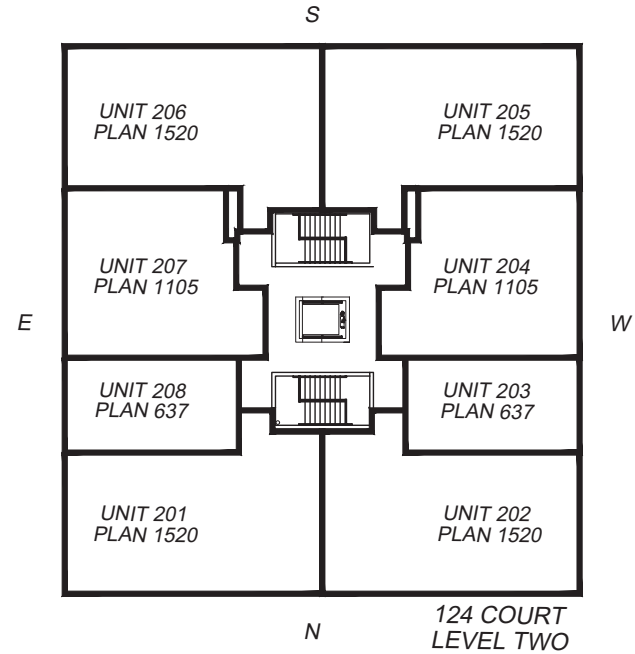 S
UNIT 206
PLAN 1520
UNIT 205
PLAN 1520
UNIT 207
PLAN 1105
UNIT 204
PLAN 1105
E
W
UNIT 208
PLAN 637
UNIT 203
PLAN 637
UNIT 201
PLAN 1520
UNIT 202
PLAN 1520
N
124 COURT
LEVEL TWO